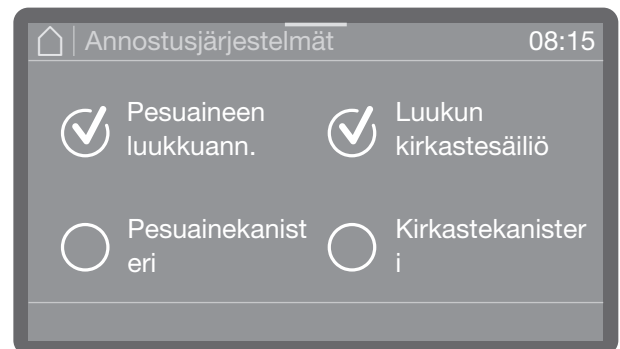 Annostusjärjestelmät 08:15
Pesuaineen
luukkuann.
Luukun
kirkastesäiliö
Pesuainekanist
eri
Kirkastekanister
i